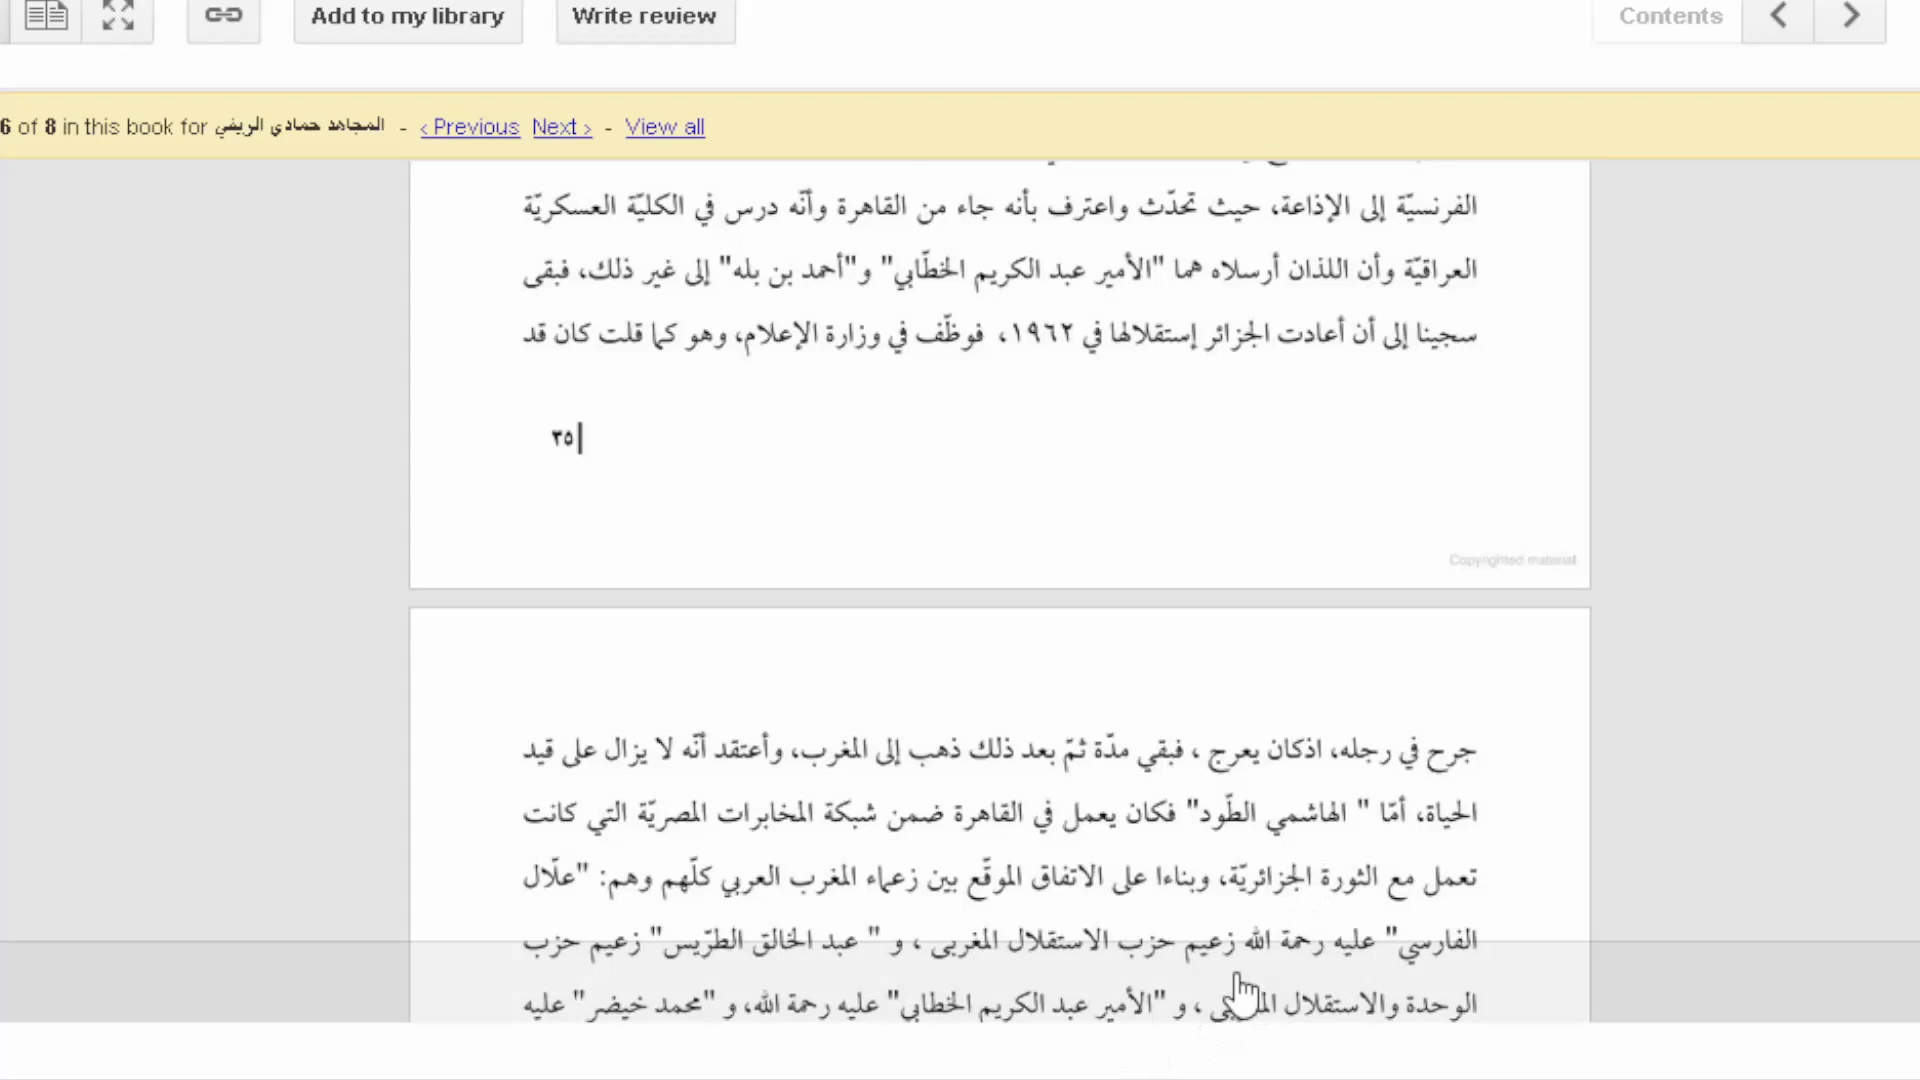 Add to my library
Write review
Contents
6 of 8 in this book for المجاهد حمادي الريفي - ‹ Previous Next › - View all
الفرنسيّة إلى الإذاعة، حيث تحدّث واعترف بأنه جاء من القاهرة وأنّه درس في الكليّة العسكريّة
العراقيّة وأن اللذان أرسلاه هما "الأمير عبد الكريم الخطّابي" و"أحمد بن بله" إلى غير ذلك، فبقى
سجينا إلى أن أعادت الجزائر إستقلالها في ١٩٦٢، فوظّف في وزارة الإعلام، وهو كما قلت كان قد
٣٥|
Copyrighted material
جرح في رجله، اذكان يعرج ، فبقي مدّة ثمّ بعد ذلك ذهب إلى المغرب، وأعتقد أنّه لا يزال على قيد
الحياة، أمّا " الهاشمي الطّود" فكان يعمل في القاهرة ضمن شبكة المخابرات المصريّة التي كانت
تعمل مع الثورة الجزائريّة، وبناءا على الاتفاق الموقّع بين زعماء المغرب العربي كلّهم وهم: "علّال
الفارسي" عليه رحمة الله زعيم حزب الاستقلال المغربى ، و " عبد الخالق الطرّيس" زعيم حزب
الوحدة والاستقلال ، و "الأمير عبد الكريم الخطابي" عليه رحمة الله، و "محمد خيضر" عليه